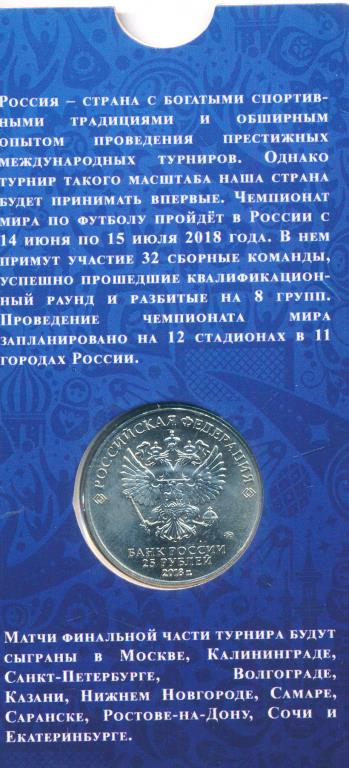 Россия – страна с богатыми спортив-
ными традициями и обширным
опытом проведения престижных
международных турниров. Однако
турнир такого масштаба наша страна
будет принимать впервые. Чемпионат
мира по футболу пройдёт в России с
14 июня по 15 июля 2018 года. В нем
примут участие 32 сборные команды,
успешно прошедшие квалификацион-
ный раунд и разбитые на 8 групп.
Проведение чемпионата мира
запланировано на 12 стадионах в 11
городах России.
РОССИЙСКАЯ ФЕДЕРАЦИЯ
БАНК РОССИИ
25 РУБЛЕЙ
2018 г.
Матчи финальной части турнира будут
сыграны в Москве, Калининграде,
Санкт-Петербурге, Волгограде,
Казани, Нижнем Новгороде, Самаре,
Саранске, Ростове-на-Дону, Сочи и
Екатеринбурге.